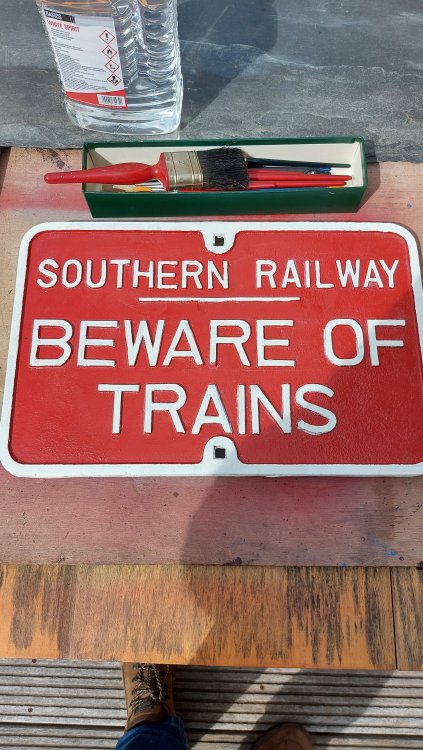 WHITE SPIRIT
SOUTHERN RAILWAY
BEWARE OF
TRAINS